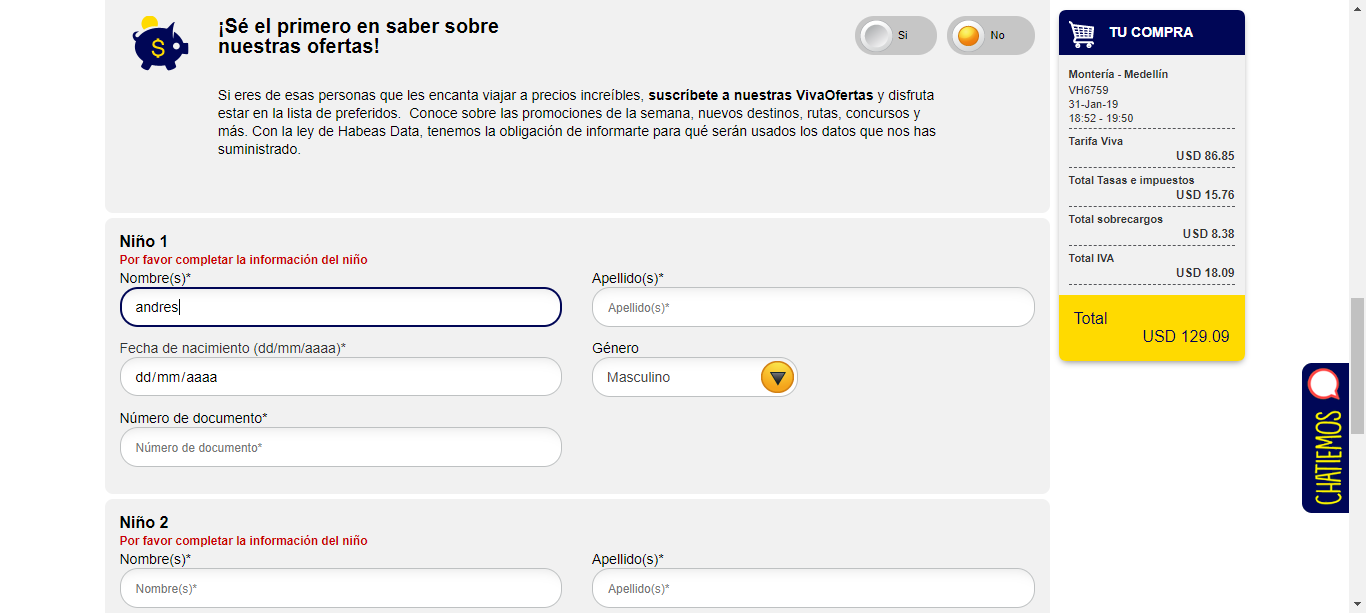 ¡Sé el primero en saber sobre
nuestras ofertas!
Si
No
Si eres de esas personas que les encanta viajar a precios increíbles, suscríbete a nuestras VivaOfertas y disfruta
estar en la lista de preferidos. Conoce sobre las promociones de la semana, nuevos destinos, rutas, concursos y
más. Con la ley de Habeas Data, tenemos la obligación de informarte para qué serán usados los datos que nos has
suministrado.
Niño 1
Por favor completar la información del niño
Nombre(s)*
Apellido(s)*
andres
Apellido(s)*
Fecha de nacimiento (dd/mm/aaaa)*
Género
dd/mm/aaaa
Masculino
Número de documento*
Número de documento*
Niño 2
Por favor completar la información del niño
Nombre(s)*
Apellido(s)*
Nombre(s)*
Apellido(s)*
TU COMPRA
Montería - Medellín
VH6759
31-Jan-19
18:52 - 19:50
Tarifa Viva
USD 86.85
Total Tasas e impuestos
USD 15.76
Total sobrecargos
USD 8.38
Total IVA
USD 18.09
Total
USD 129.09
CHATIEMOS